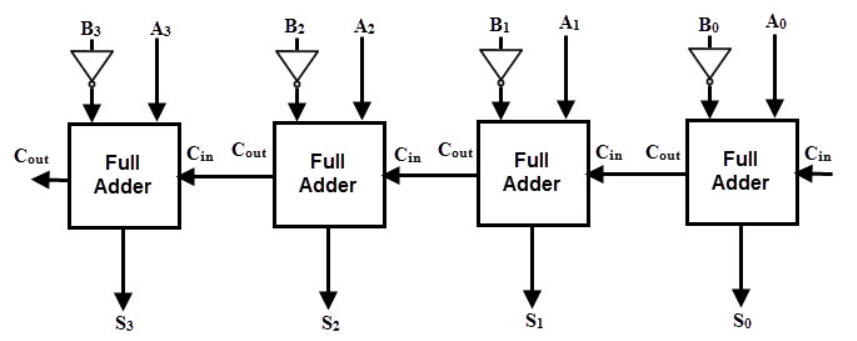 B3 A3 B2 A2 B1 A1 B0 A0
Cout Full Adder Cin Cout Full Adder Cin Cout Full Adder Cin Cout Full Adder Cin
S3 S2 S1 S0